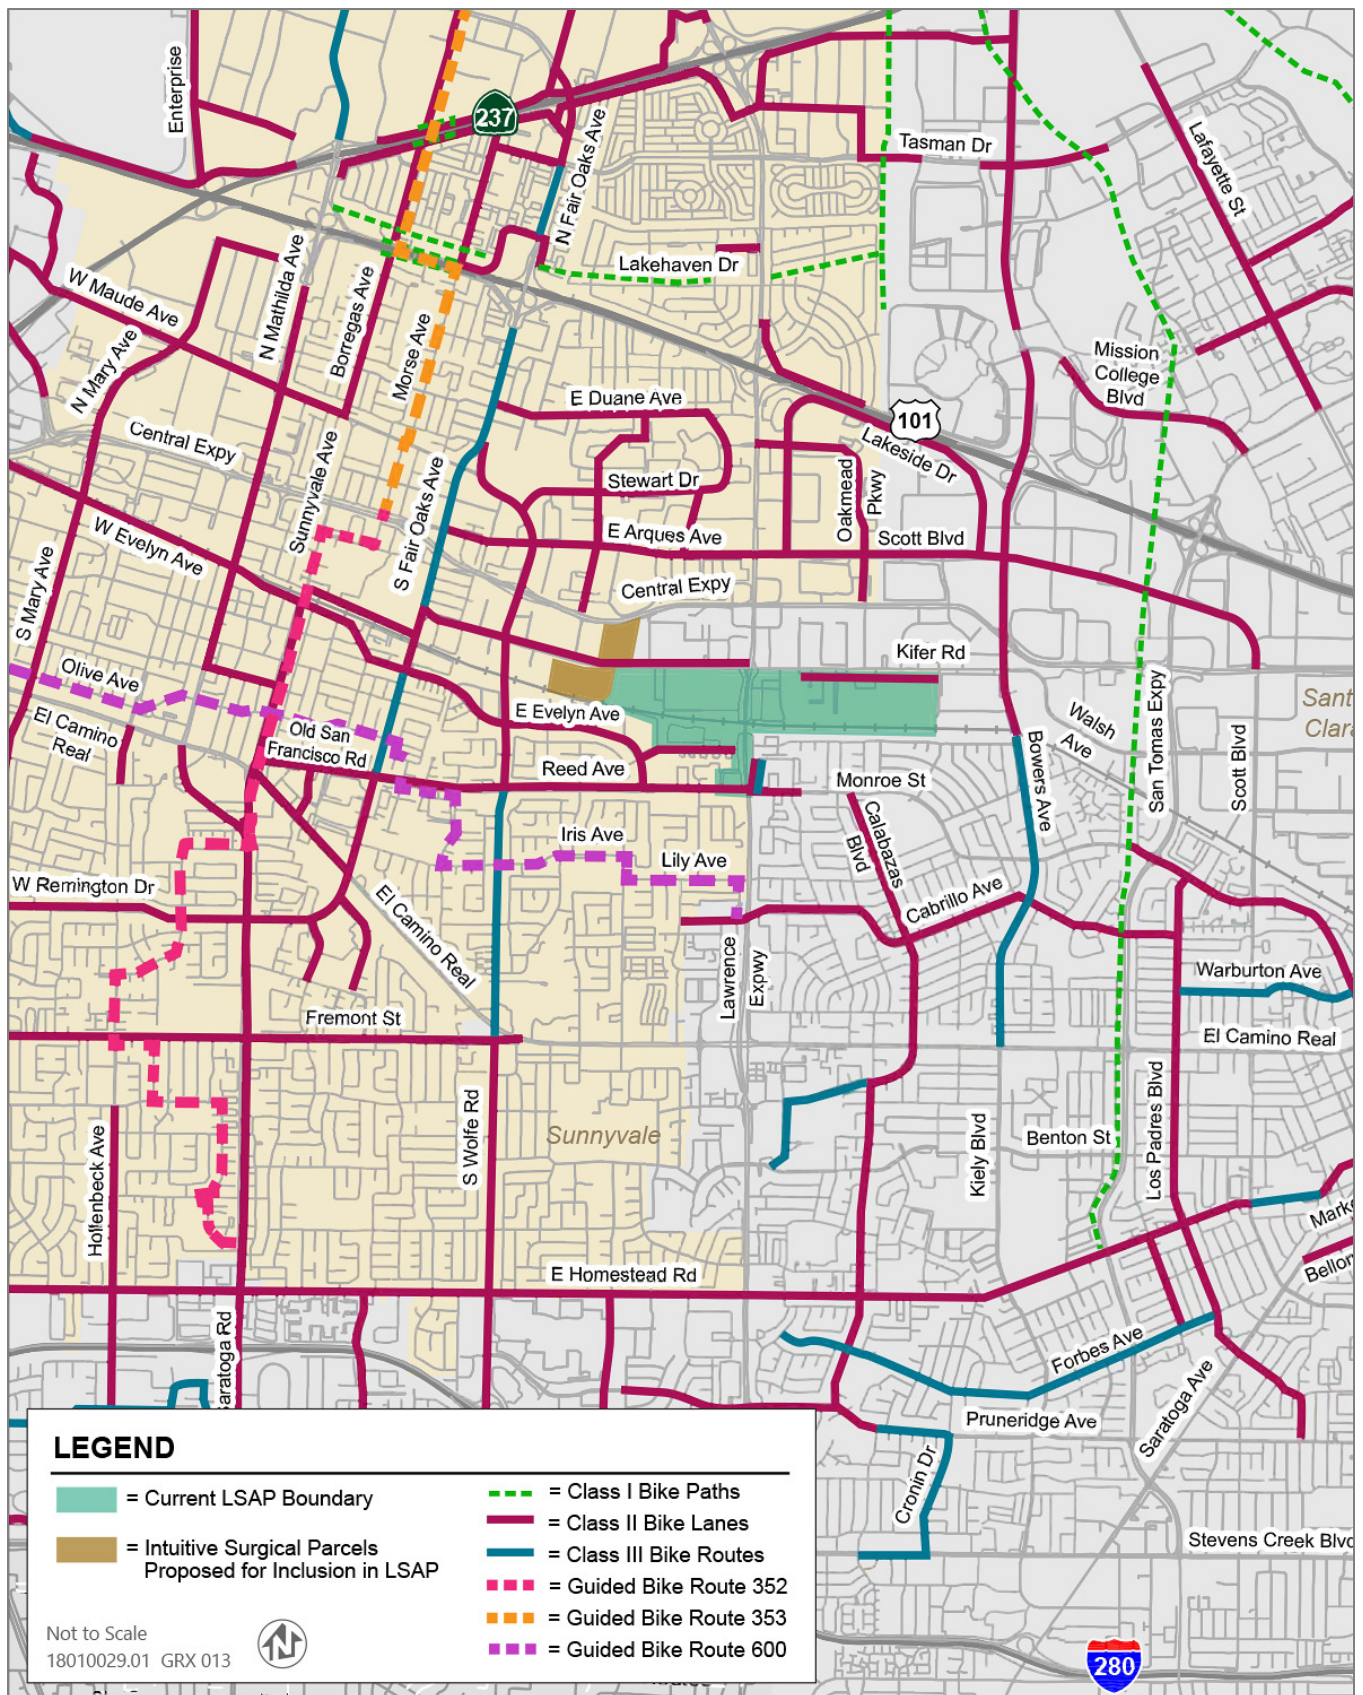 Enterprise
237
N Fair Oaks Ave
Tasman Dr
Lafayette St
Lakehaven Dr
W Maude Ave
N Mathilda Ave
Borregas Ave
N Mary Ave
Morse Ave
Mission
College
Blvd
E Duane Ave
101
Lakeside Dr
Central Expy
Sunnyvale Ave
S Fair Oaks Ave
Stewart Dr
Oakmead
Pkwy
W Evelyn Ave
E Arques Ave
Scott Blvd
Central Expy
S Mary Ave
Kifer Rd
Olive Ave
El Camino
Real
Old San
Francisco Rd
E Evelyn Ave
Reed Ave
Walsh
Ave
San Tomas Expy
Scott Blvd
Sant
Clara
Bowers Ave
Monroe St
Calabazas
Blvd
Iris Ave
Lily Ave
W Remington Dr
El Camino Real
Cabrillo Ave
Lawrence
Expwy
Warburton Ave
Fremont St
El Camino Real
Hollenbeck Ave
S Wolfe Rd
Sunnyvale
Kiely Blvd
Benton St
Los Padres Blvd
Marke
Bellom
E Homestead Rd
Saratoga Rd
Forbes Ave
Saratoga Ave
Pruneridge Ave
Cronin Dr
Stevens Creek Blvd
280
LEGEND
= Current LSAP Boundary
= Intuitive Surgical Parcels
Proposed for Inclusion in LSAP
= Class I Bike Paths
= Class II Bike Lanes
= Class III Bike Routes
= Guided Bike Route 352
= Guided Bike Route 353
= Guided Bike Route 600
Not to Scale
18010029.01 GRX 013
N